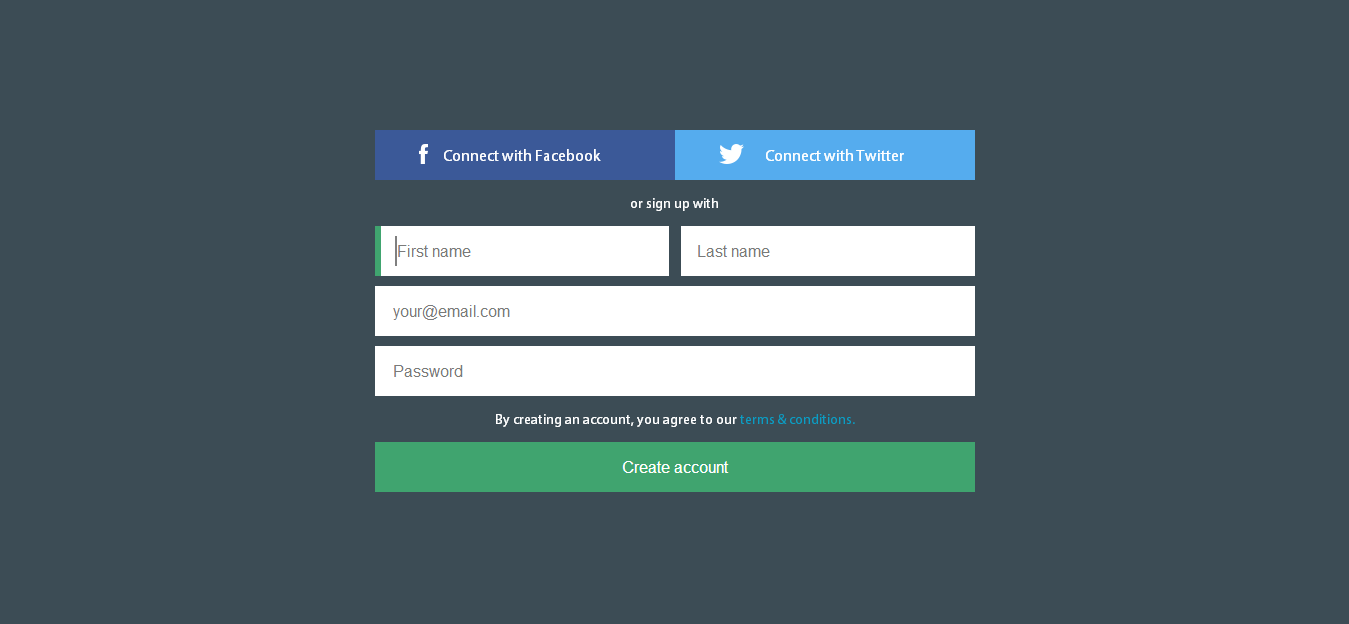 Connect with Facebook
Connect with Twitter
or sign up with
First name
Last name
your@email.com
Password
By creating an account, you agree to our terms & conditions.
Create account